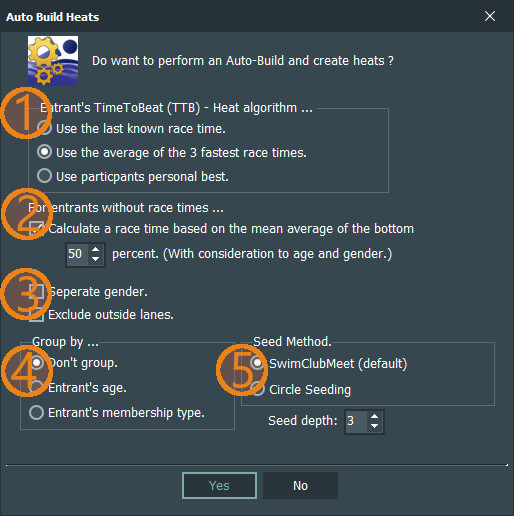 Auto Build Heats
Do want to perform an Auto-Build and create heats ?
1
Entrant's TimeToBeat (TTB) - Heat algorithm ...
Use the last known race time.
Use the average of the 3 fastest race times.
Use particpants personal best.
2
For entrants without race times ...
Calculate a race time based on the mean average of the bottom
50 percent. (With consideration to age and gender.)
3
Seperate gender.
Exclude outside lanes.
Group by ...
4
Don't group.
Entrant's age.
Entrant's membership type.
Seed Method.
5
SwimClubMeet (default)
Circle Seeding
Seed depth: 3
Yes
No